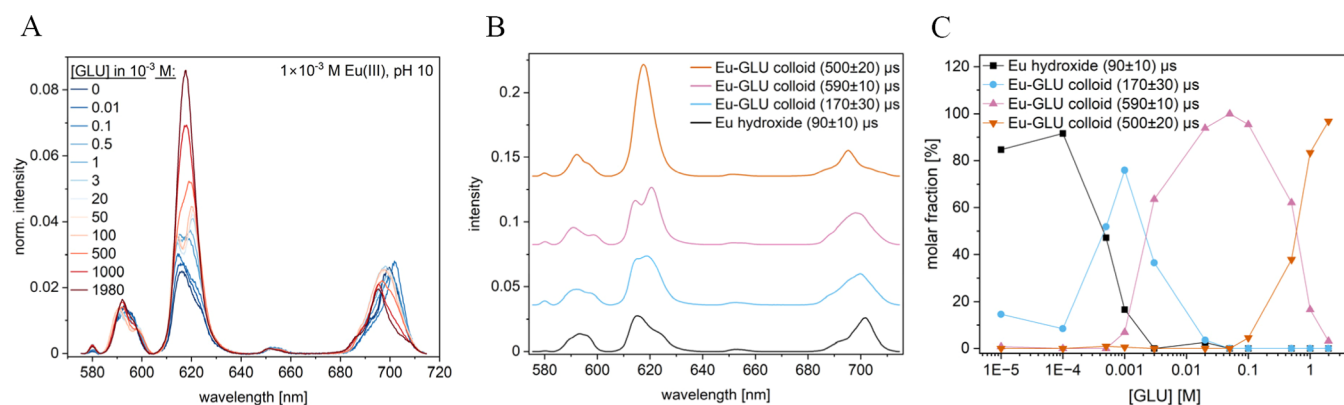 A
[GLU] in 10⁻³ M:
0
0.01
0.1
0.5
1
3
20
50
100
500
1000
1980
1×10⁻³ M Eu(III), pH 10
0.08
0.06
0.04
0.02
0.00
norm. intensity
580 600 620 640 660 680 700 720
wavelength [nm]
B
Eu-GLU colloid (500±20) µs
Eu-GLU colloid (590±10) µs
Eu-GLU colloid (170±30) µs
Eu hydroxide (90±10) µs
0.2
0.15
0.1
0.05
0
intensity
580 600 620 640 660 680 700
wavelength [nm]
C
Eu hydroxide (90±10) µs
Eu-GLU colloid (170±30) µs
Eu-GLU colloid (590±10) µs
Eu-GLU colloid (500±20) µs
120
100
80
60
40
20
0
molar fraction [%]
1E−5 1E−4 0.001 0.01 0.1 1
[GLU] [M]